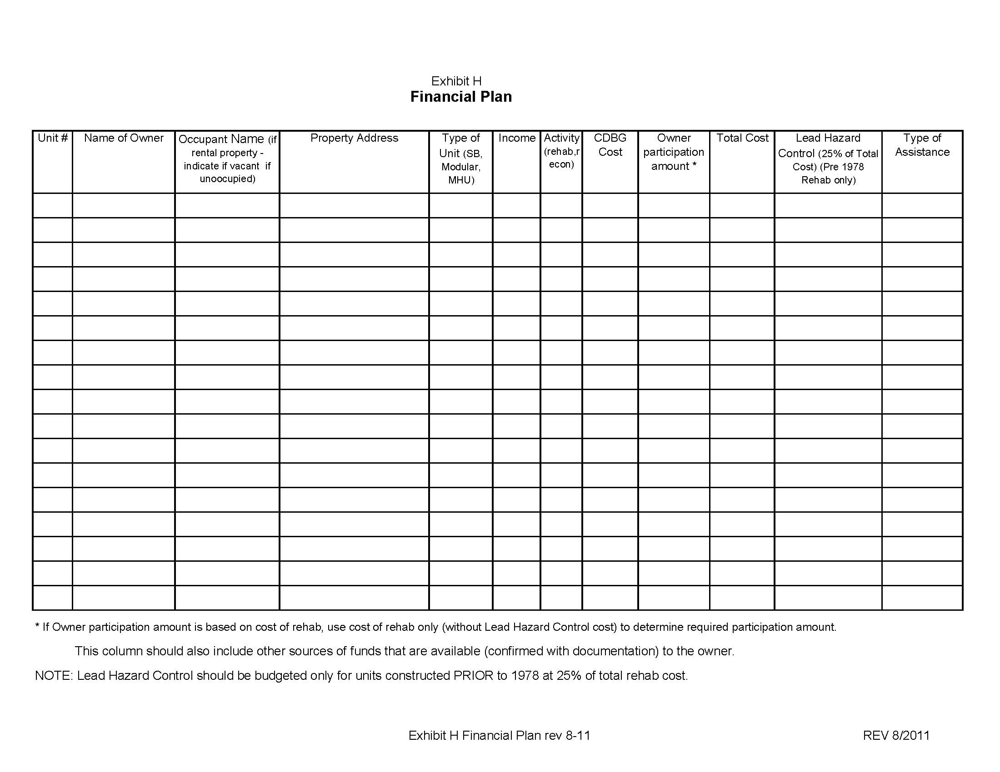 Exhibit H
Financial Plan
Unit #
Name of Owner
Occupant Name (if
rental property -
indicate if vacant if
unoocupied)
Property Address
Type of
Unit (SB,
Modular,
MHU)
Income
Activity
(rehab,r
econ)
CDBG
Cost
Owner
participation
amount *
Total Cost
Lead Hazard
Control (25% of Total
Cost) (Pre 1978
Rehab only)
Type of
Assistance
* If Owner participation amount is based on cost of rehab, use cost of rehab only (without Lead Hazard Control cost) to determine required participation amount.
This column should also include other sources of funds that are available (confirmed with documentation) to the owner.
NOTE: Lead Hazard Control should be budgeted only for units constructed PRIOR to 1978 at 25% of total rehab cost.
Exhibit H Financial Plan rev 8-11
REV 8/2011